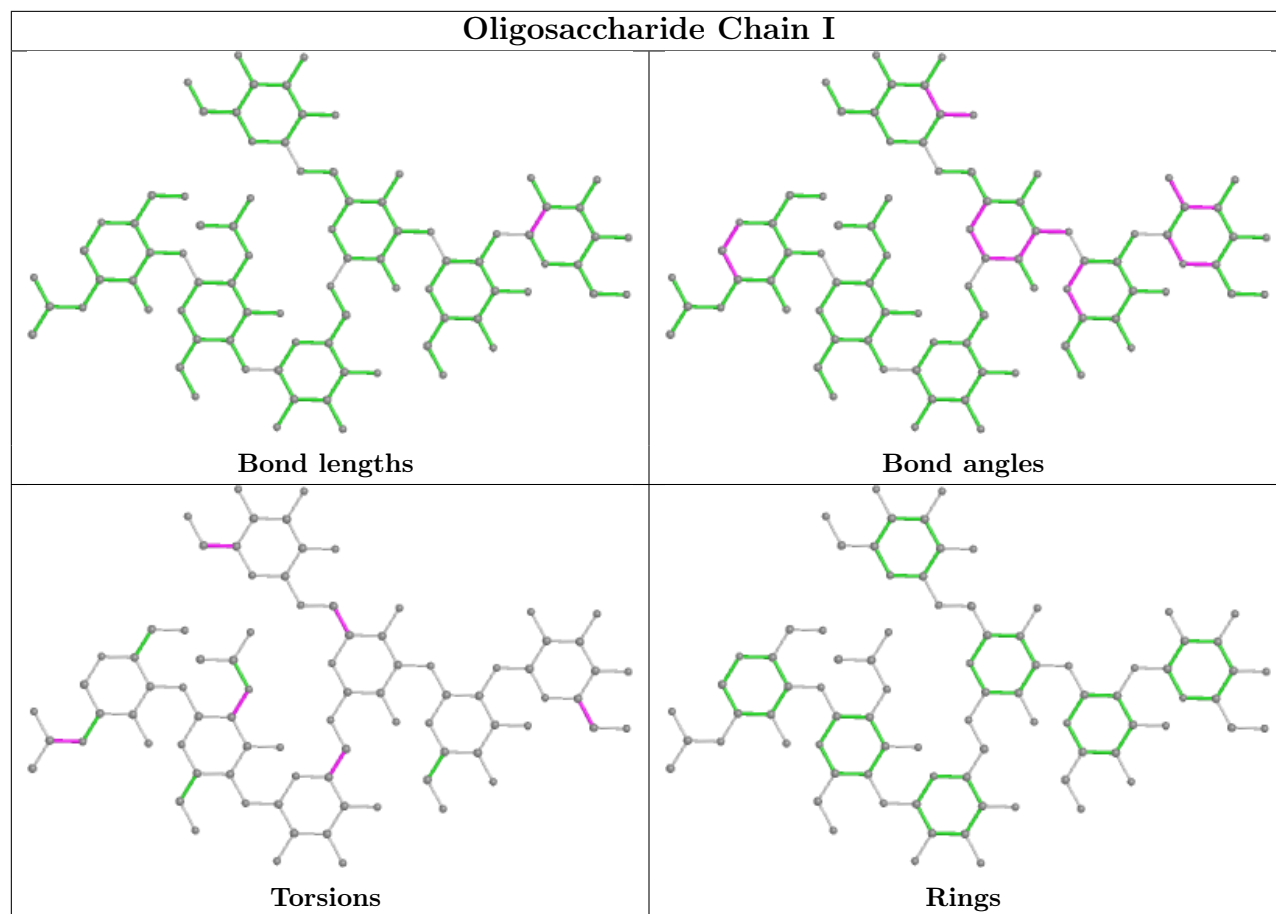 Oligosaccharide Chain I
Bond lengths
Bond angles
Torsions
Rings